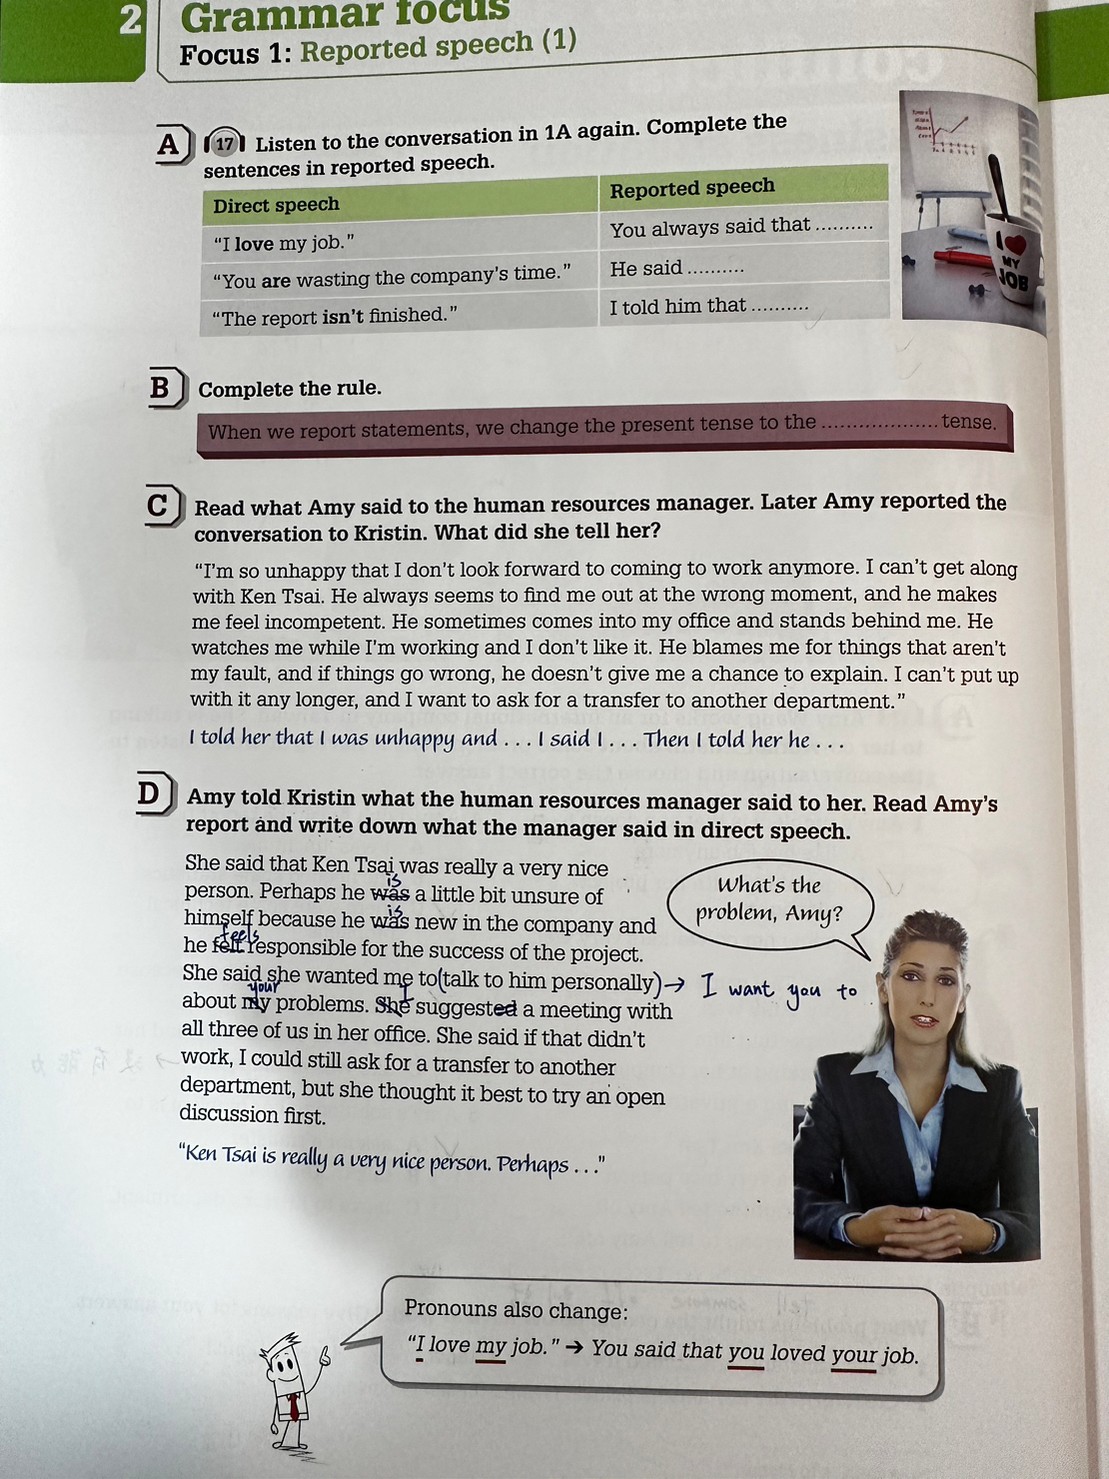 2
Grammar focus
Focus 1: Reported speech (1)
A 17 Listen to the conversation in 1A again. Complete the
sentences in reported speech.
Direct speech Reported speech
"I love my job." You always said that ..........
"You are wasting the company's time." He said ..........
"The report isn't finished." I told him that ..........
I ♥
MY
JOB
B Complete the rule.
When we report statements, we change the present tense to the .................... tense.
C Read what Amy said to the human resources manager. Later Amy reported the
conversation to Kristin. What did she tell her?
"I'm so unhappy that I don't look forward to coming to work anymore. I can't get along
with Ken Tsai. He always seems to find me out at the wrong moment, and he makes
me feel incompetent. He sometimes comes into my office and stands behind me. He
watches me while I'm working and I don't like it. He blames me for things that aren't
my fault, and if things go wrong, he doesn't give me a chance to explain. I can't put up
with it any longer, and I want to ask for a transfer to another department."
I told her that I was unhappy and . . . I said I . . . Then I told her he . . .
D Amy told Kristin what the human resources manager said to her. Read Amy's
report and write down what the manager said in direct speech.
She said that Ken Tsai was really a very nice
is
person. Perhaps he was a little bit unsure of
is
himself because he was new in the company and
feels
he felt responsible for the success of the project.
She said she wanted me to (talk to him personally) → I want you to
your I
about my problems. She suggested a meeting with
all three of us in her office. She said if that didn't
work, I could still ask for a transfer to another
department, but she thought it best to try an open
discussion first.
"Ken Tsai is really a very nice person. Perhaps . . ."
What's the
problem, Amy?
Pronouns also change:
"I love my job." → You said that you loved your job.